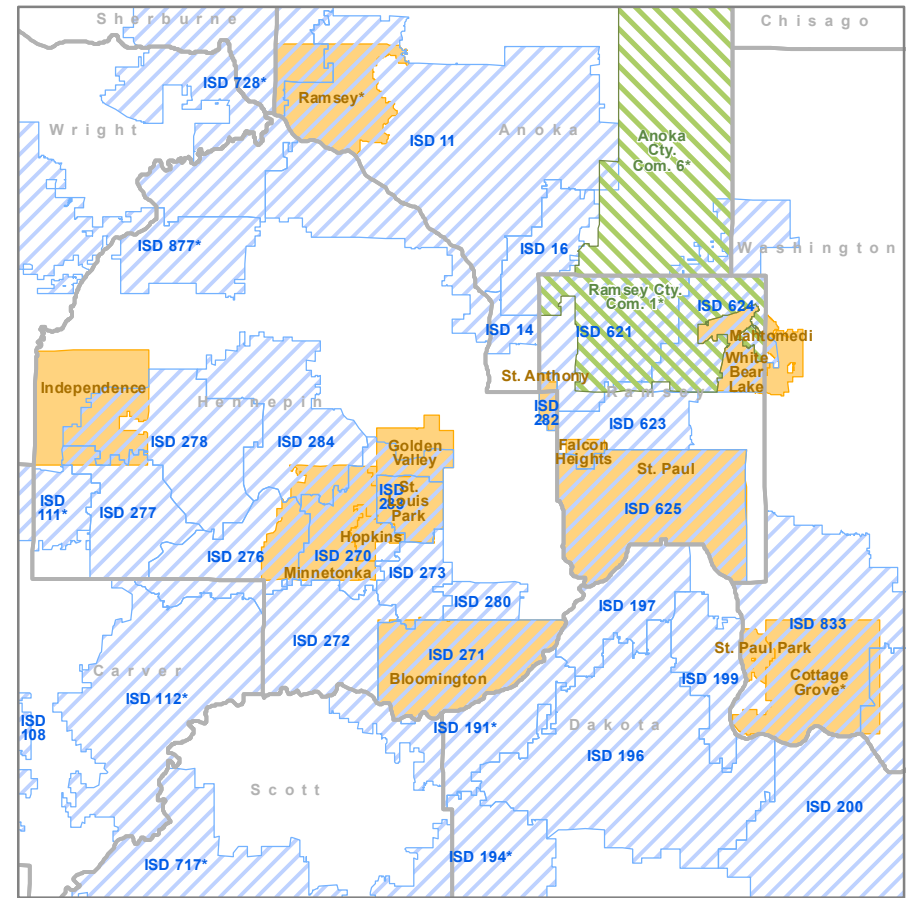 Sherburne
Chisago
ISD 728*
Ramsey*
Wright
Anoka
ISD 11
Anoka
Cty.
Com. 6*
ISD 877*
ISD 16
Washington
Ramsey Cty.
Com. 1*
ISD 624
ISD 14
ISD 621
Mahtomedi
White
Bear
Lake
St. Anthony
Independence
Hennepin
Ramsey
ISD
282
ISD 623
ISD 278
ISD 284
Golden
Valley
Falcon
Heights
St. Paul
ISD
283
St.
Louis
Park
ISD
111*
ISD 277
ISD 625
Hopkins
ISD 276
ISD 270
Minnetonka
ISD 273
ISD 280
ISD 197
ISD 833
ISD 272
ISD 271
Bloomington
St. Paul Park
Cottage
Grove*
Carver
ISD 112*
ISD 199
ISD
108
ISD 191*
Dakota
ISD 196
Scott
ISD 200
ISD 717*
ISD 194*